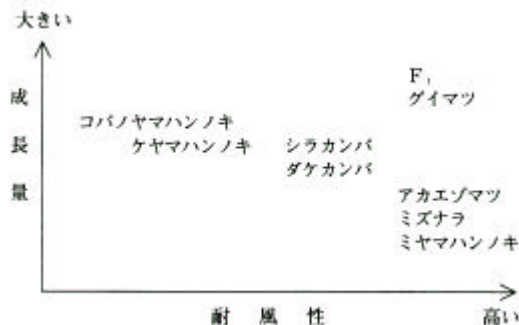 大きい
成長量
F₁
グイマツ
コバノヤマハンノキ
ケヤマハンノキ
シラカンバ
ダケカンバ
アカエゾマツ
ミズナラ
ミヤマハンノキ
耐風性
高い